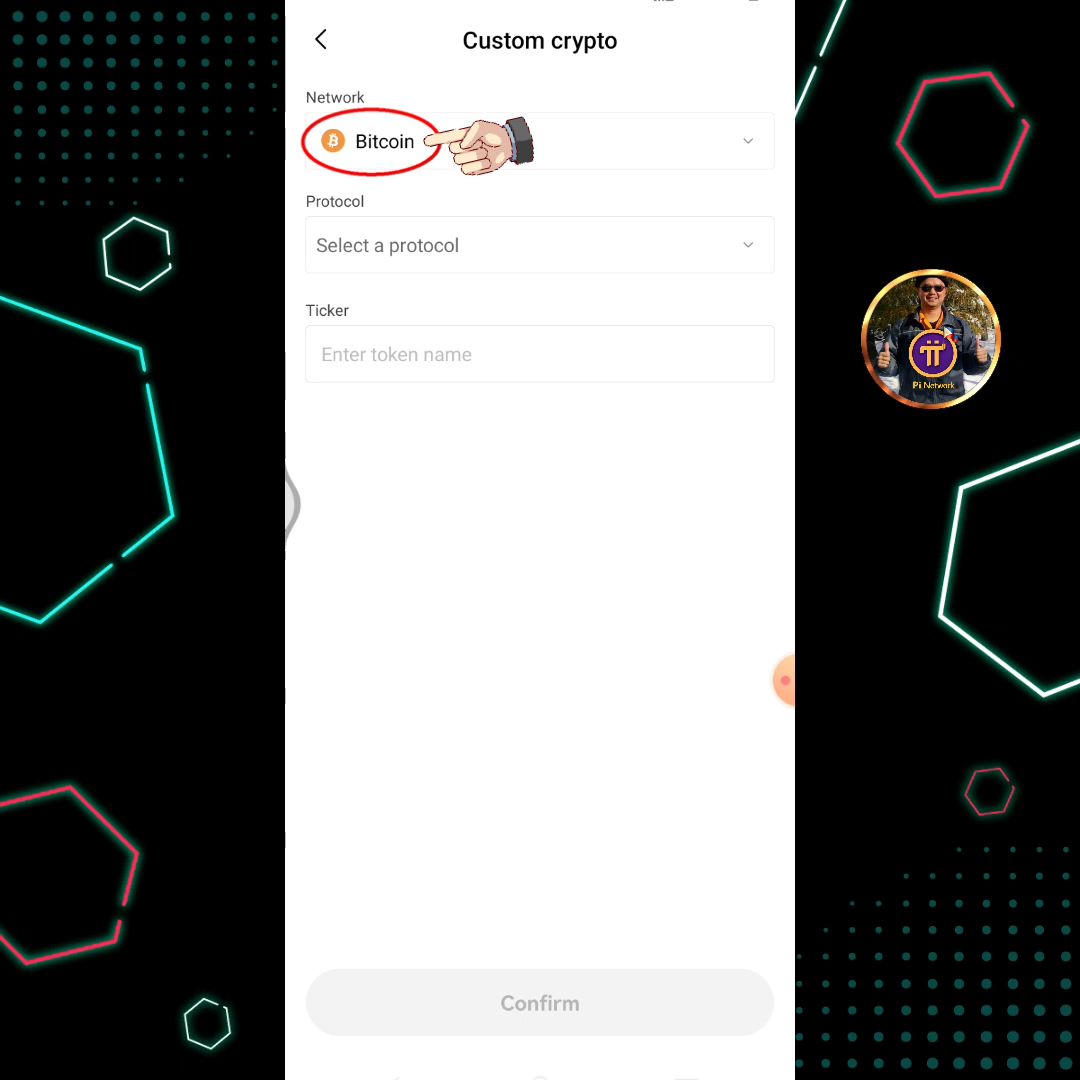 Custom crypto
Network
Bitcoin
Protocol
Select a protocol
Ticker
Enter token name
Pi Network
Confirm